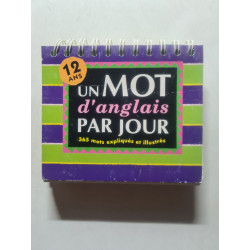 12
ANS
UN MOT
d'anglais
PAR JOUR
365 mots expliqués et illustrés